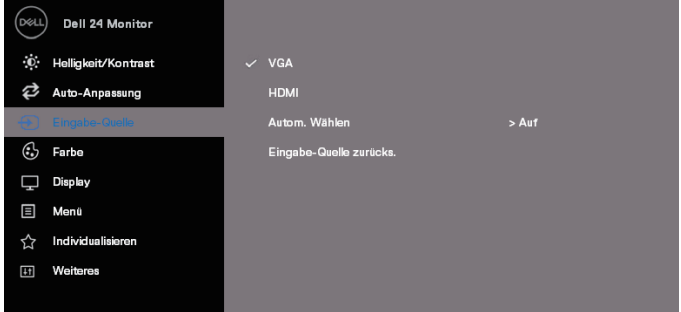 DELL Dell 24 Monitor
Helligkeit/Kontrast
Auto-Anpassung
Eingabe-Quelle
Farbe
Display
Menü
Individualisieren
Weiteres
VGA
HDMI
Autom. Wählen > Auf
Eingabe-Quelle zurücks.